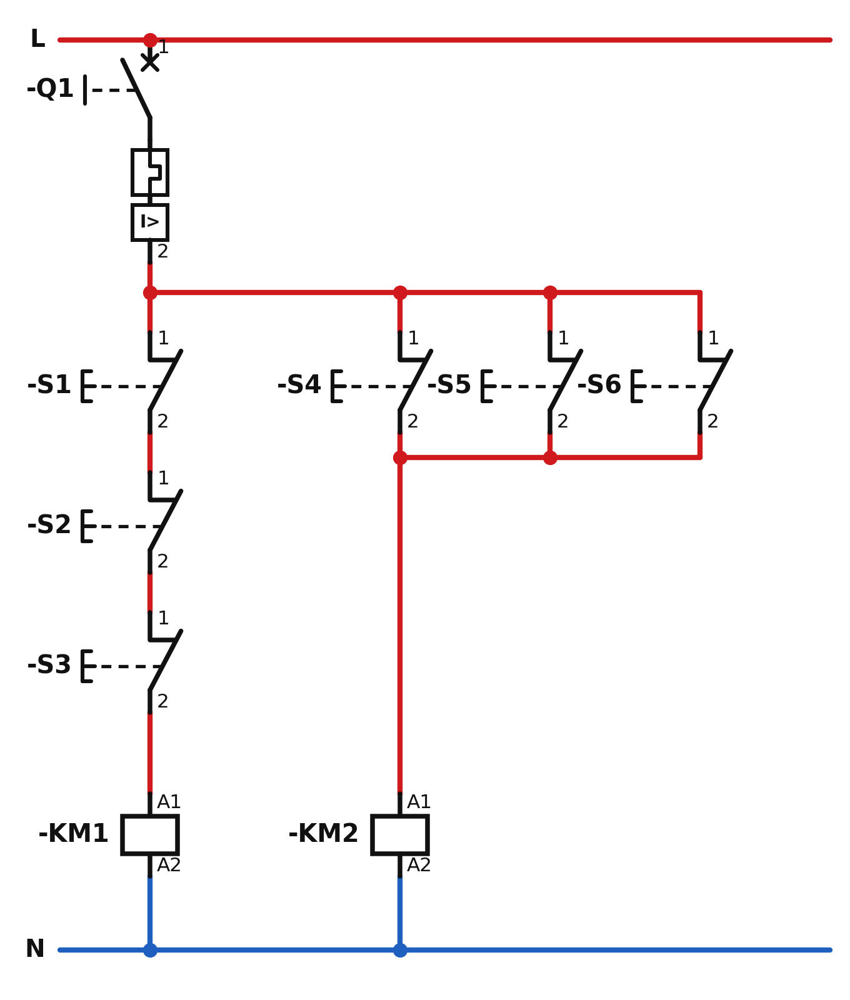 L
1
-Q1
I>
2
1 1 1 1
-S1 -S4 -S5 -S6
2 2 2 2
1
-S2
2
1
-S3
2
A1 A1
-KM1 -KM2
A2 A2
N